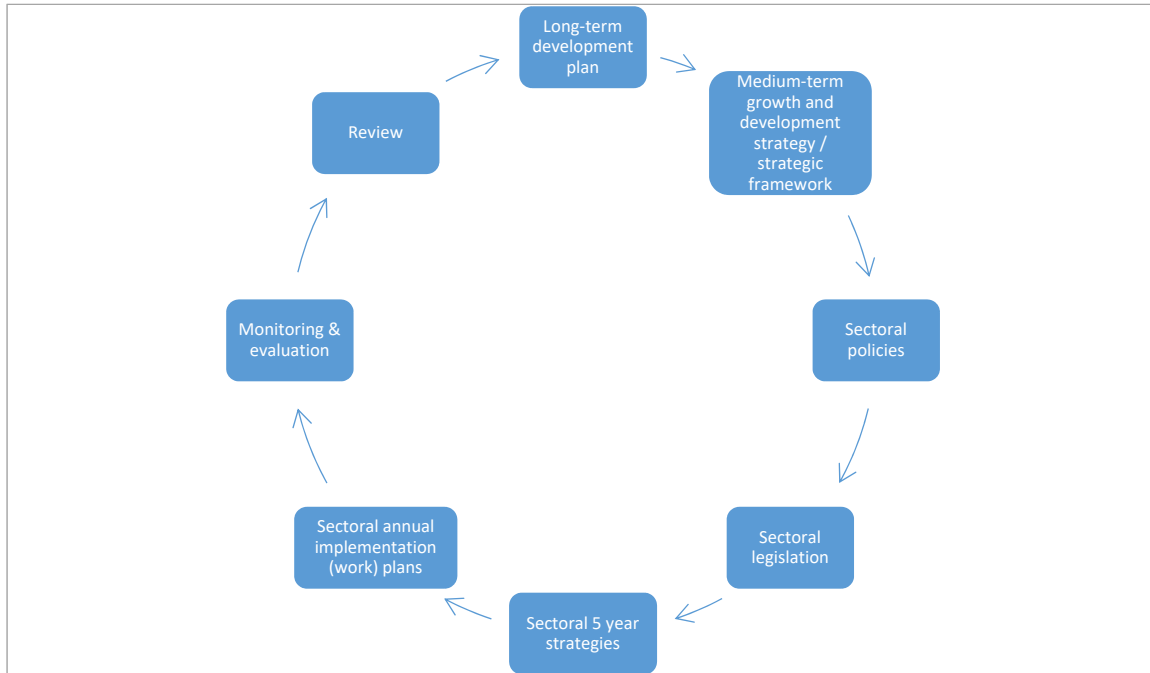 Long-term
development
plan
Medium-term
growth and
development
strategy /
strategic
framework
Sectoral
policies
Sectoral
legislation
Sectoral 5 year
strategies
Sectoral annual
implementation
(work) plans
Monitoring &
evaluation
Review